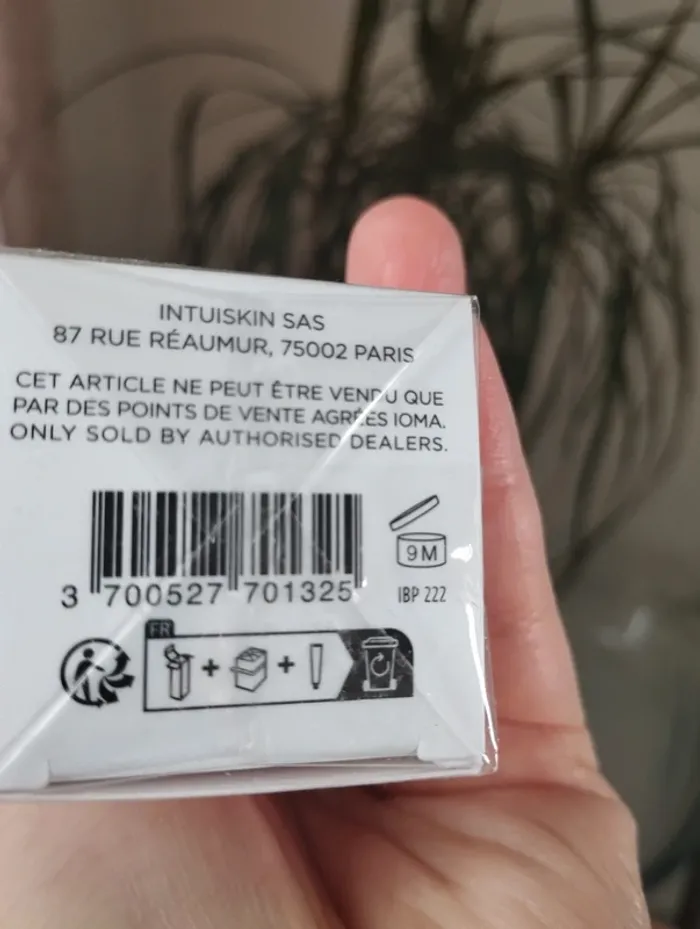 INTUISKIN SAS
87 RUE RÉAUMUR, 75002 PARIS
CET ARTICLE NE PEUT ÊTRE VENDU QUE
PAR DES POINTS DE VENTE AGRÉES IOMA.
ONLY SOLD BY AUTHORISED DEALERS.
9M
3 700527 701325
IBP 222
FR